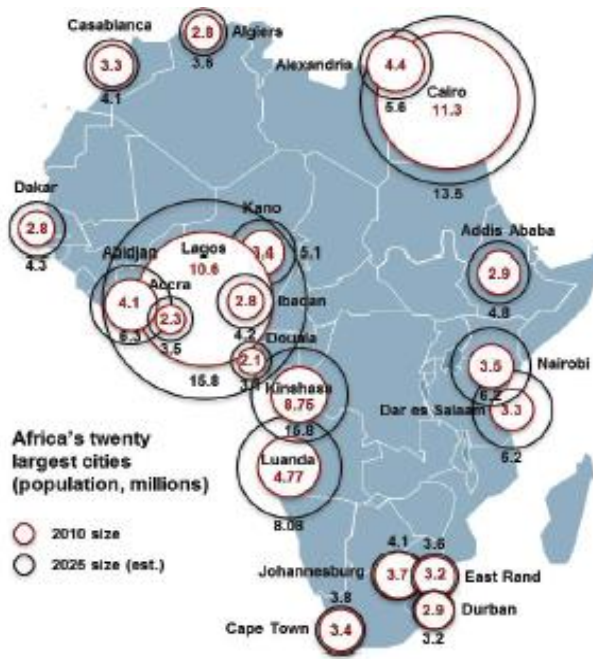 Casablanca
3.3
4.1
2.8
Algiers
3.6
Alexandria
4.4
5.6
Cairo
11.3
13.5
Dakar
2.8
4.3
Abidjan
4.1
6.3
Accra
2.3
3.5
Lagos
10.6
15.8
Kano
3.4
5.1
2.8
Ibadan
4.2
Douala
2.1
Kinshasa
8.75
15.8
Luanda
4.77
8.08
Addis Ababa
2.9
4.8
3.5
Nairobi
6.2
Dar es Salaam
3.3
6.2
Africa's twenty
largest cities
(population, millions)
2010 size
2025 size (est.)
4.1
Johannesburg
3.7
3.6
3.2
East Rand
2.9
Durban
3.2
3.8
Cape Town
3.4